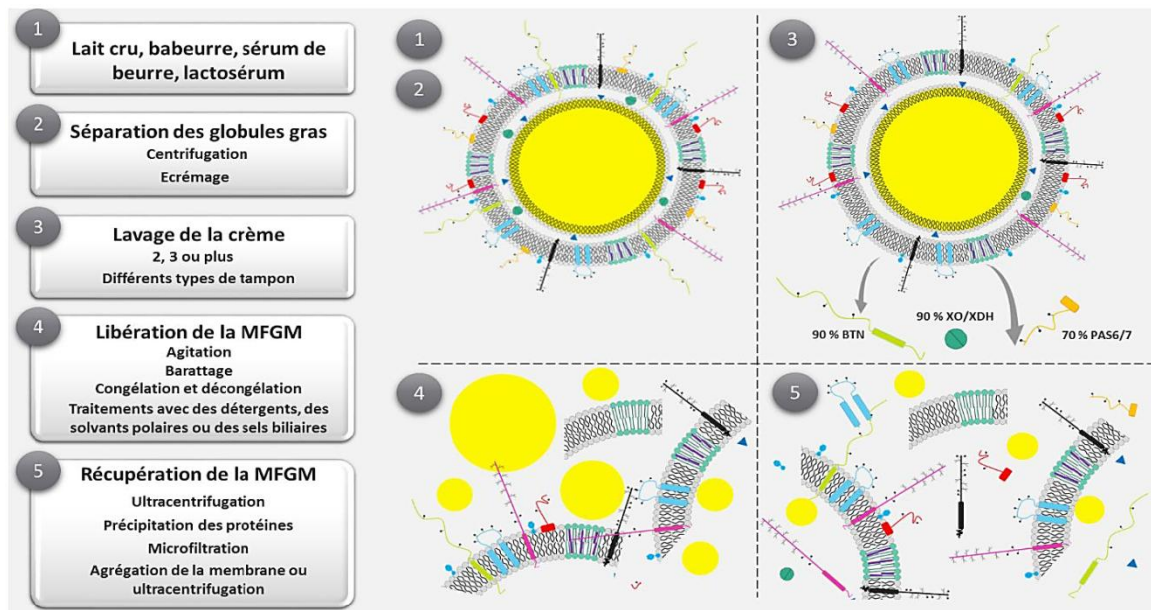 1
Lait cru, babeurre, sérum de
beurre, lactosérum
2
Séparation des globules gras
Centrifugation
Ecrémage
3
Lavage de la crème
2, 3 ou plus
Différents types de tampon
4
Libération de la MFGM
Agitation
Barattage
Congélation et décongélation
Traitements avec des détergents, des
solvants polaires ou des sels biliaires
5
Récupération de la MFGM
Ultracentrifugation
Précipitation des protéines
Microfiltration
Agrégation de la membrane ou
ultracentrifugation
1
2
3
90 % BTN
90 % XO/XDH
70 % PAS6/7
4
5